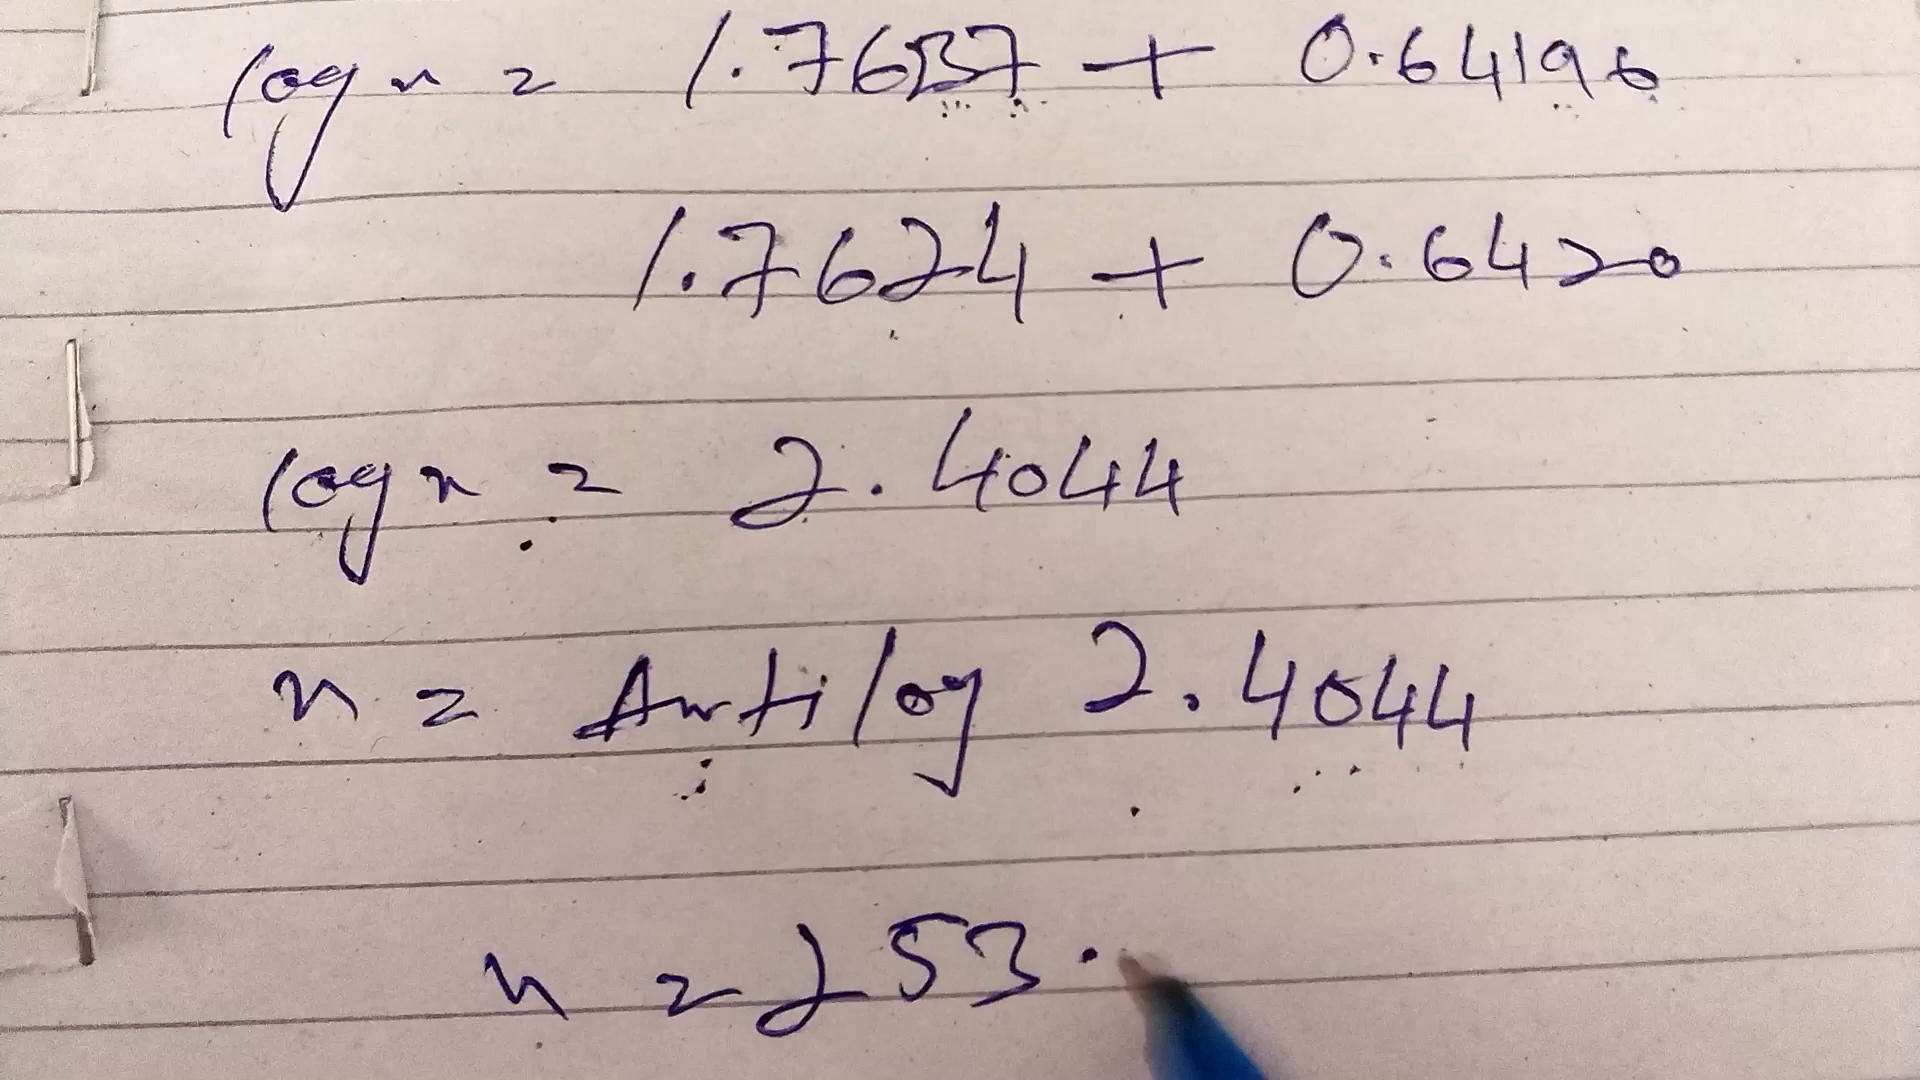 log x = 1.7637 + 0.64196
1.7624 + 0.6420
log x = 2.4044
x = Antilog 2.4044
x = 253.